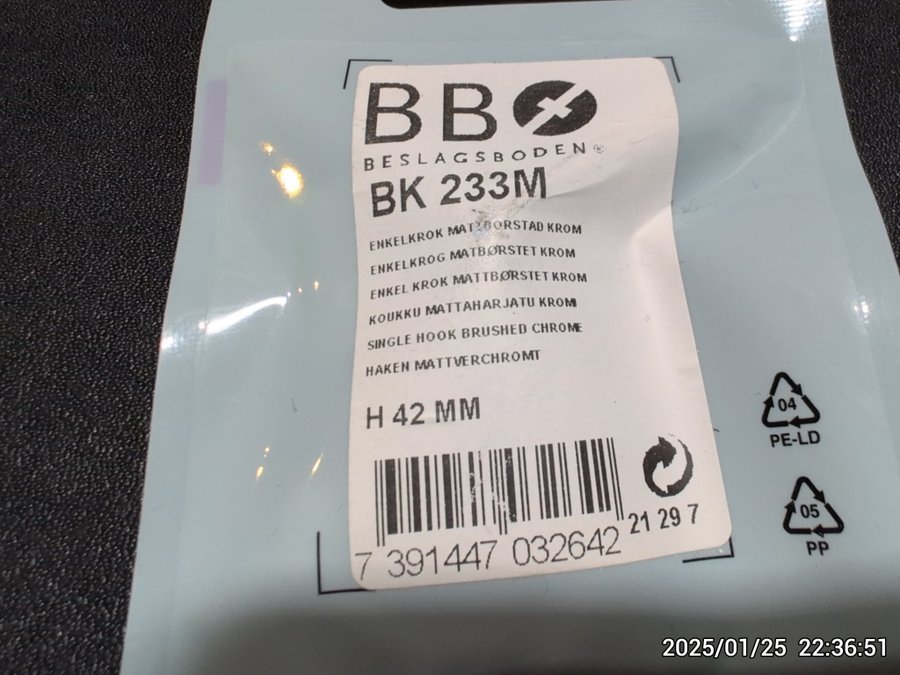 BB
BESLAGSBODEN®
BK 233M
ENKELKROK MATTBORSTAD KROM
ENKELKROG MATBØRSTET KROM
ENKEL KROK MATTBØRSTET KROM
KOUKKU MATTAHARJATU KROMI
SINGLE HOOK BRUSHED CHROME
HAKEN MATTVERCHROMT
H 42 MM
21 29 7
7 391447 032642
04
PE-LD
05
PP
2025/01/25 22:36:51